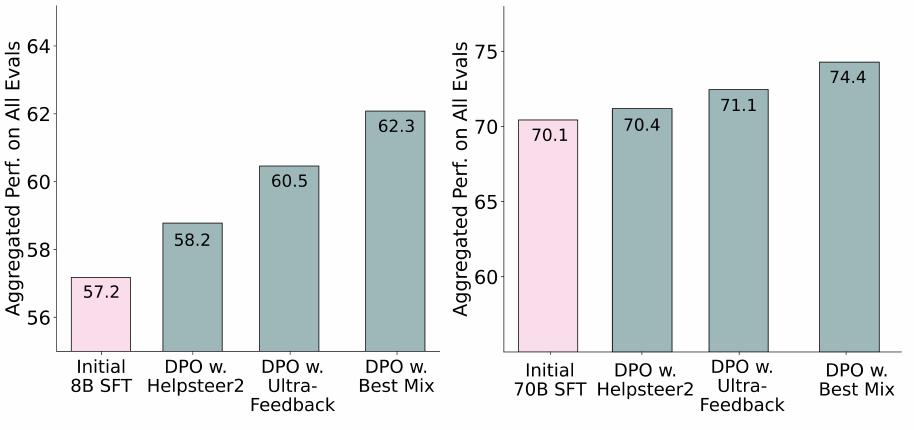 Aggregated Perf. on All Evals
64
62
60
58
56
57.2
58.2
60.5
62.3
Initial
8B SFT
DPO w.
Helpsteer2
DPO w.
Ultra-
Feedback
DPO w.
Best Mix
Aggregated Perf. on All Evals
75
70
65
60
70.1
70.4
71.1
74.4
Initial
70B SFT
DPO w.
Helpsteer2
DPO w.
Ultra-
Feedback
DPO w.
Best Mix